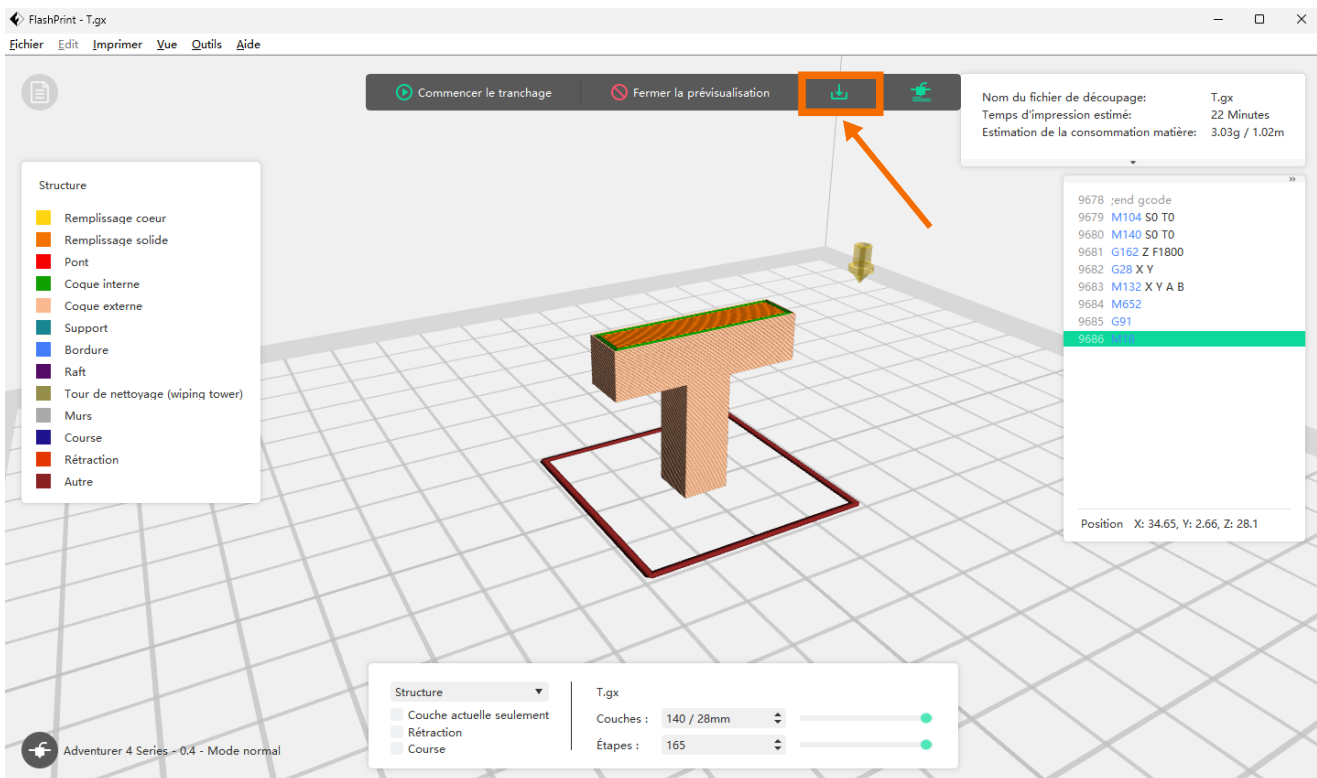 FlashPrint - T.gx
Fichier Edit Imprimer Vue Outils Aide
Commencer le tranchage
Fermer la prévisualisation
Nom du fichier de découpage: T.gx
Temps d'impression estimé: 22 Minutes
Estimation de la consommation matière: 3.03g / 1.02m
Structure
Remplissage coeur
Remplissage solide
Pont
Coque interne
Coque externe
Support
Bordure
Raft
Tour de nettoyage (wiping tower)
Murs
Course
Rétraction
Autre
9678 ;end gcode
9679 M104 S0 T0
9680 M140 S0 T0
9681 G162 Z F1800
9682 G28 X Y
9683 M132 X Y A B
9684 M652
9685 G91
9686 M18
Position X: 34.65, Y: 2.66, Z: 28.1
Structure
Couche actuelle seulement
Rétraction
Course
T.gx
Couches : 140 / 28mm
Étapes : 165
Adventurer 4 Series - 0.4 - Mode normal